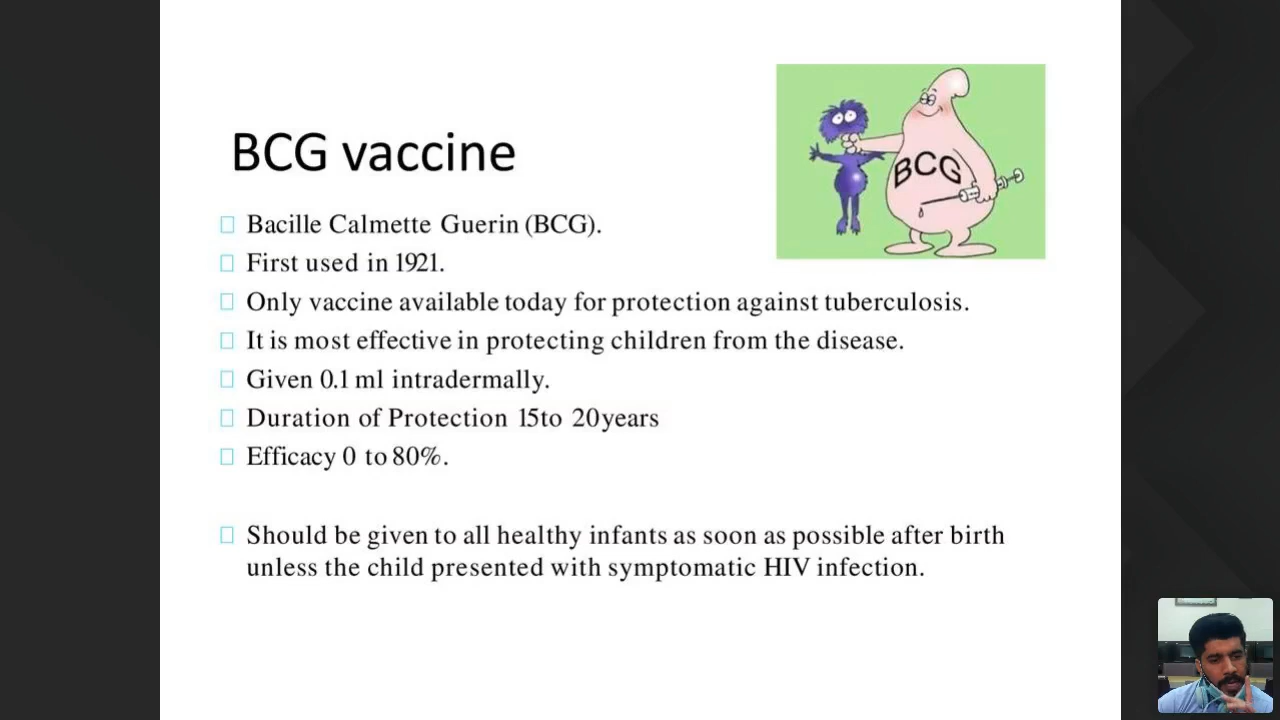 BCG vaccine
BCG
Bacille Calmette Guerin (BCG).
First used in 1921.
Only vaccine available today for protection against tuberculosis.
It is most effective in protecting children from the disease.
Given 0.1 ml intradermally.
Duration of Protection 15to 20years
Efficacy 0 to 80%.
Should be given to all healthy infants as soon as possible after birth
unless the child presented with symptomatic HIV infection.